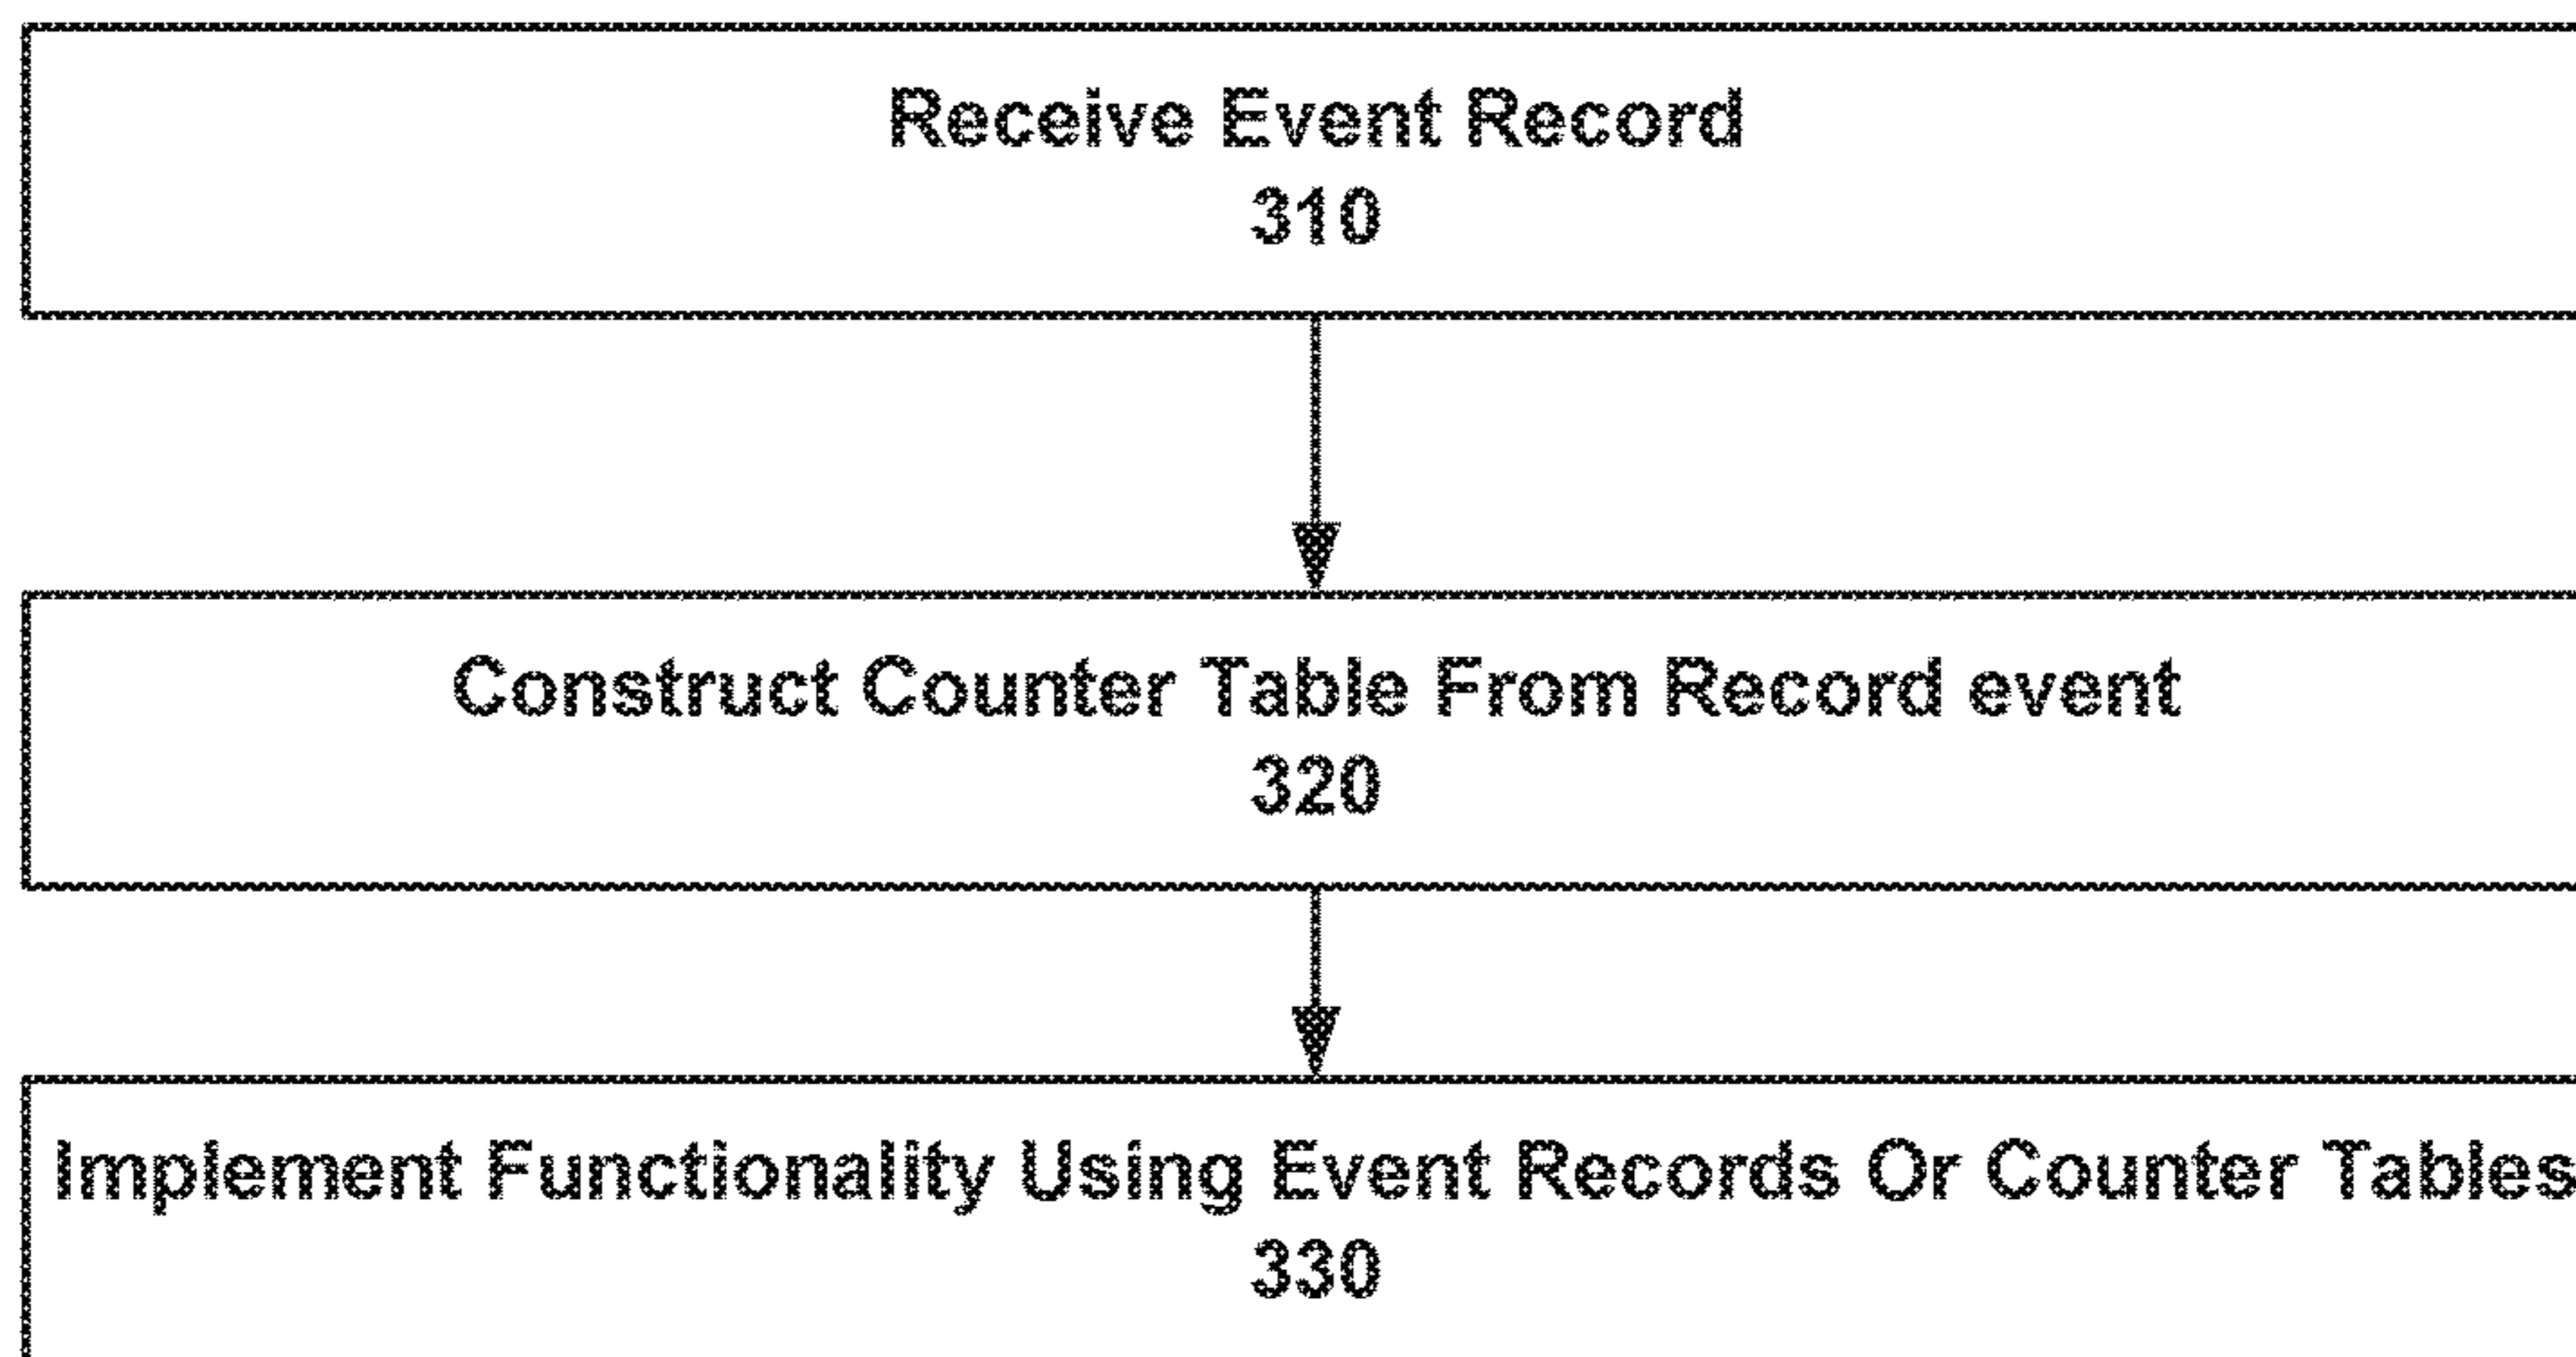 Receive Event Record
310
Construct Counter Table From Record event
320
Implement Functionality Using Event Records Or Counter Tables
330